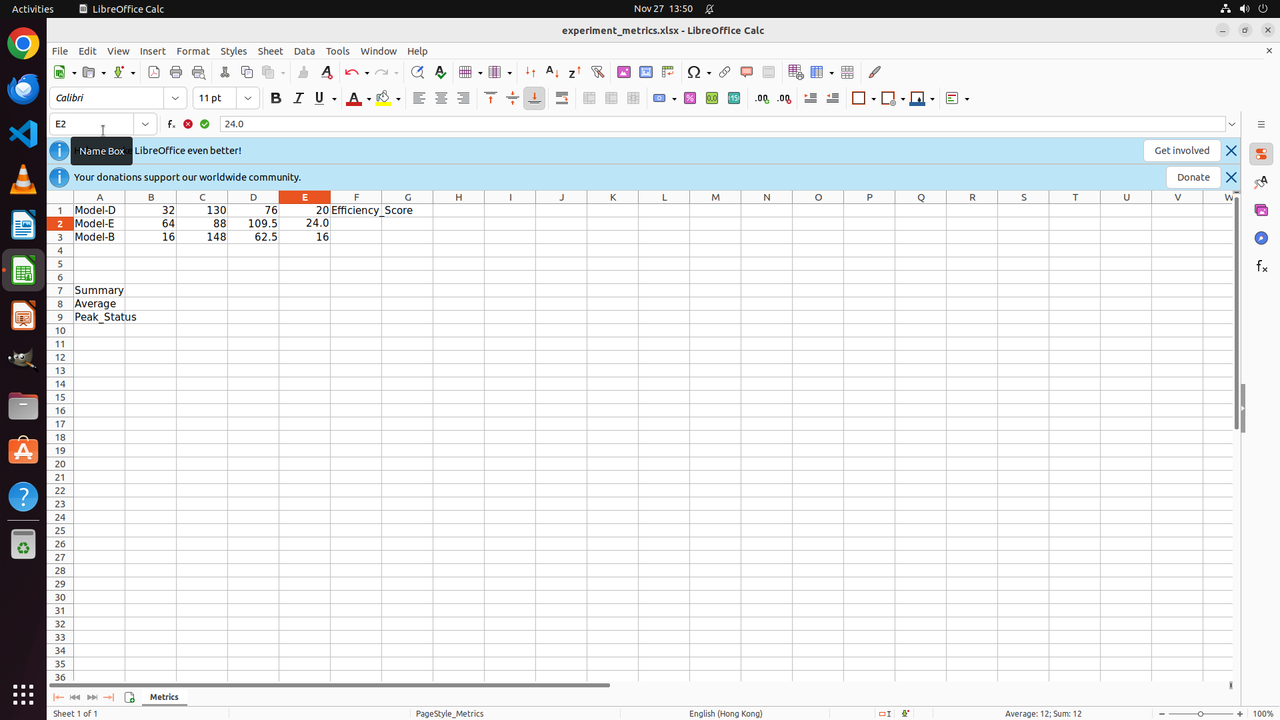 Activities LibreOffice Calc Nov 27 13:50
experiment_metrics.xlsx - LibreOffice Calc
File Edit View Insert Format Styles Sheet Data Tools Window Help
Calibri 11 pt
E2 24.0
Name Box LibreOffice even better! Get involved
Your donations support our worldwide community. Donate
A B C D E F G H I J K L M N O P Q R S T U V W
1 Model-D 32 130 76 20 Efficiency_Score
2 Model-E 64 88 109.5 24.0
3 Model-B 16 148 62.5 16
4
5
6
7 Summary
8 Average
9 Peak_Status
10
11
12
13
14
15
16
17
18
19
20
21
22
23
24
25
26
27
28
29
30
31
32
33
34
35
36
Metrics
Sheet 1 of 1 PageStyle_Metrics English (Hong Kong) Average: 12; Sum: 12 100%